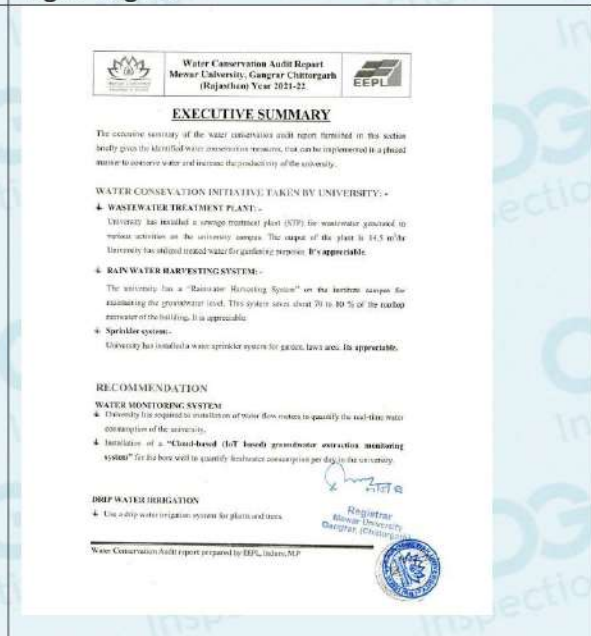 Water Conservation Audit Report
Mewar University, Gangrar Chittorgarh
(Rajasthan) Year 2021-22
EEPL
EXECUTIVE SUMMARY
The executive summary of the water conservation audit report furnished in this section
briefly gives the identified water conservation measures, that can be implemented in a phased
manner to conserve water and increase the productivity of the university.
WATER CONSEVATION INITIATIVE TAKEN BY UNIVERSITY: -
WASTEWATER TREATMENT PLANT: -
University has installed a sewage treatment plant (STP) for wastewater generated in
various activities on the university campus. The output of the plant is 14.5 m³/hr
University has utilized treated water for gardening purposes. It's appreciable.
RAIN WATER HARVESTING SYSTEM: -
The university has a "Rainwater Harvesting System" on the institute campus for
maintaining the groundwater level. This system saves about 70 to 80 % of the rooftop
rainwater of the building. It is appreciable.
Sprinkler system:-
University has installed a water sprinkler system for garden, lawn area. Its appreciable.
RECOMMENDATION
WATER MONITORING SYSTEM
University has required to installation of water flow meters to quantify the real-time water
consumption of the university.
Installation of a "Cloud-based (IoT based) groundwater extraction monitoring
system" for the bore well to quantify freshwater consumption per day in the university.
DRIP WATER IRRIGATION
Use a drip water irrigation system for plants and trees.
Registrar
Mewar University
Gangrar, (Chittorgarh)
Water Conservation Audit report prepared by EEPL, Indore, M.P